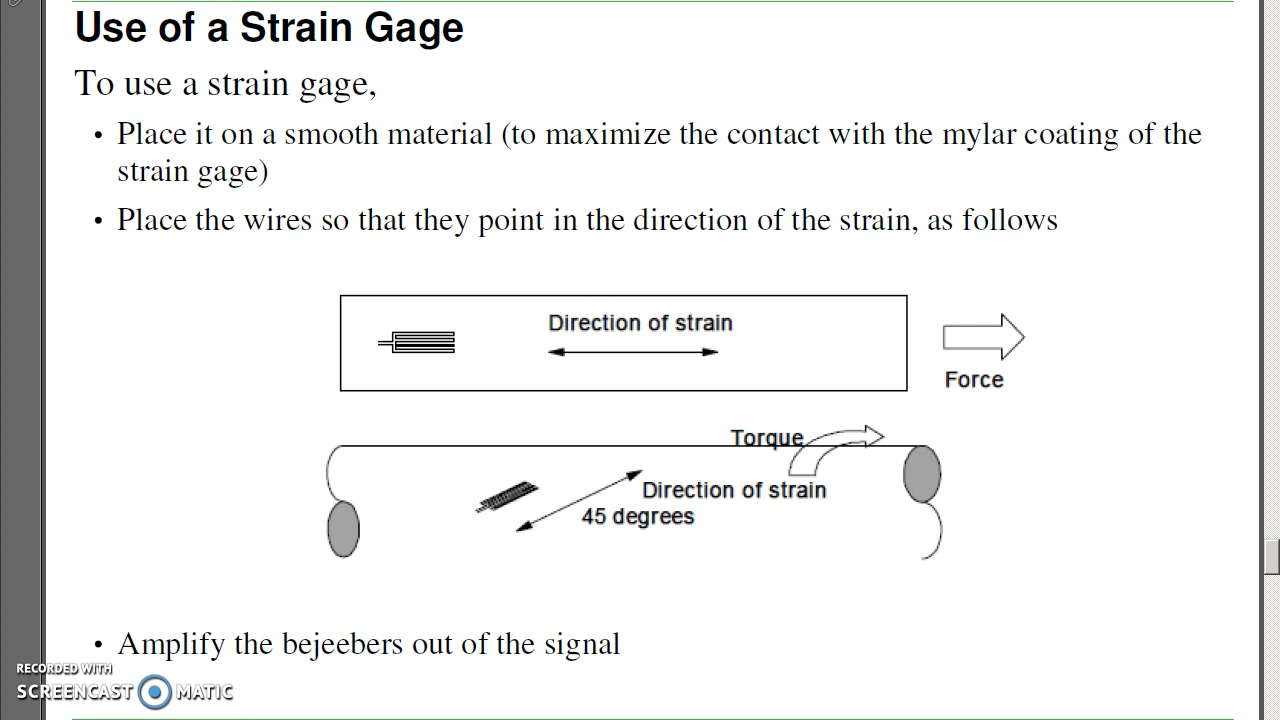 Use of a Strain Gage
To use a strain gage,
• Place it on a smooth material (to maximize the contact with the mylar coating of the
strain gage)
• Place the wires so that they point in the direction of the strain, as follows
Direction of strain
Force
Torque
Direction of strain
45 degrees
• Amplify the bejeebers out of the signal
RECORDED WITH
SCREENCAST MATIC